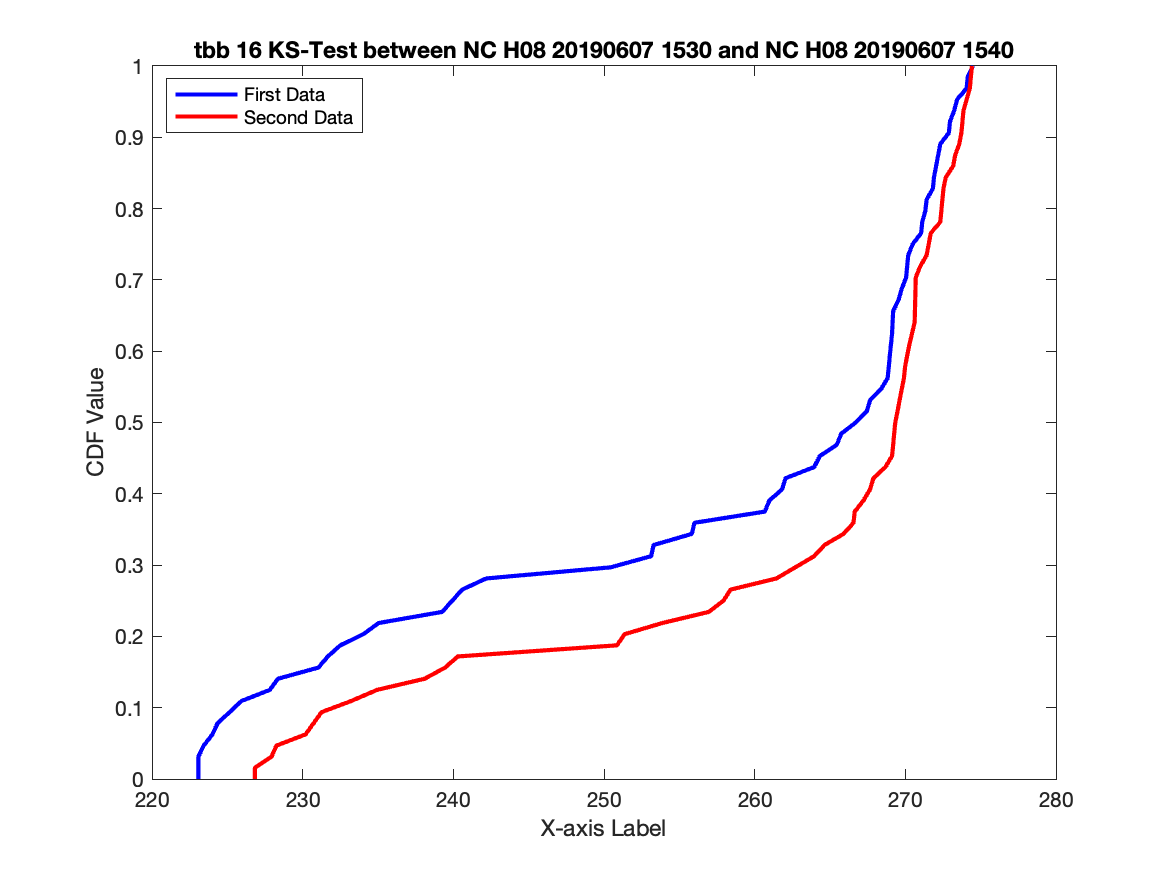 tbb 16 KS-Test between NC H08 20190607 1530 and NC H08 20190607 1540
First Data
Second Data
1
0.9
0.8
0.7
0.6
0.5
0.4
0.3
0.2
0.1
0
CDF Value
220 230 240 250 260 270 280
X-axis Label